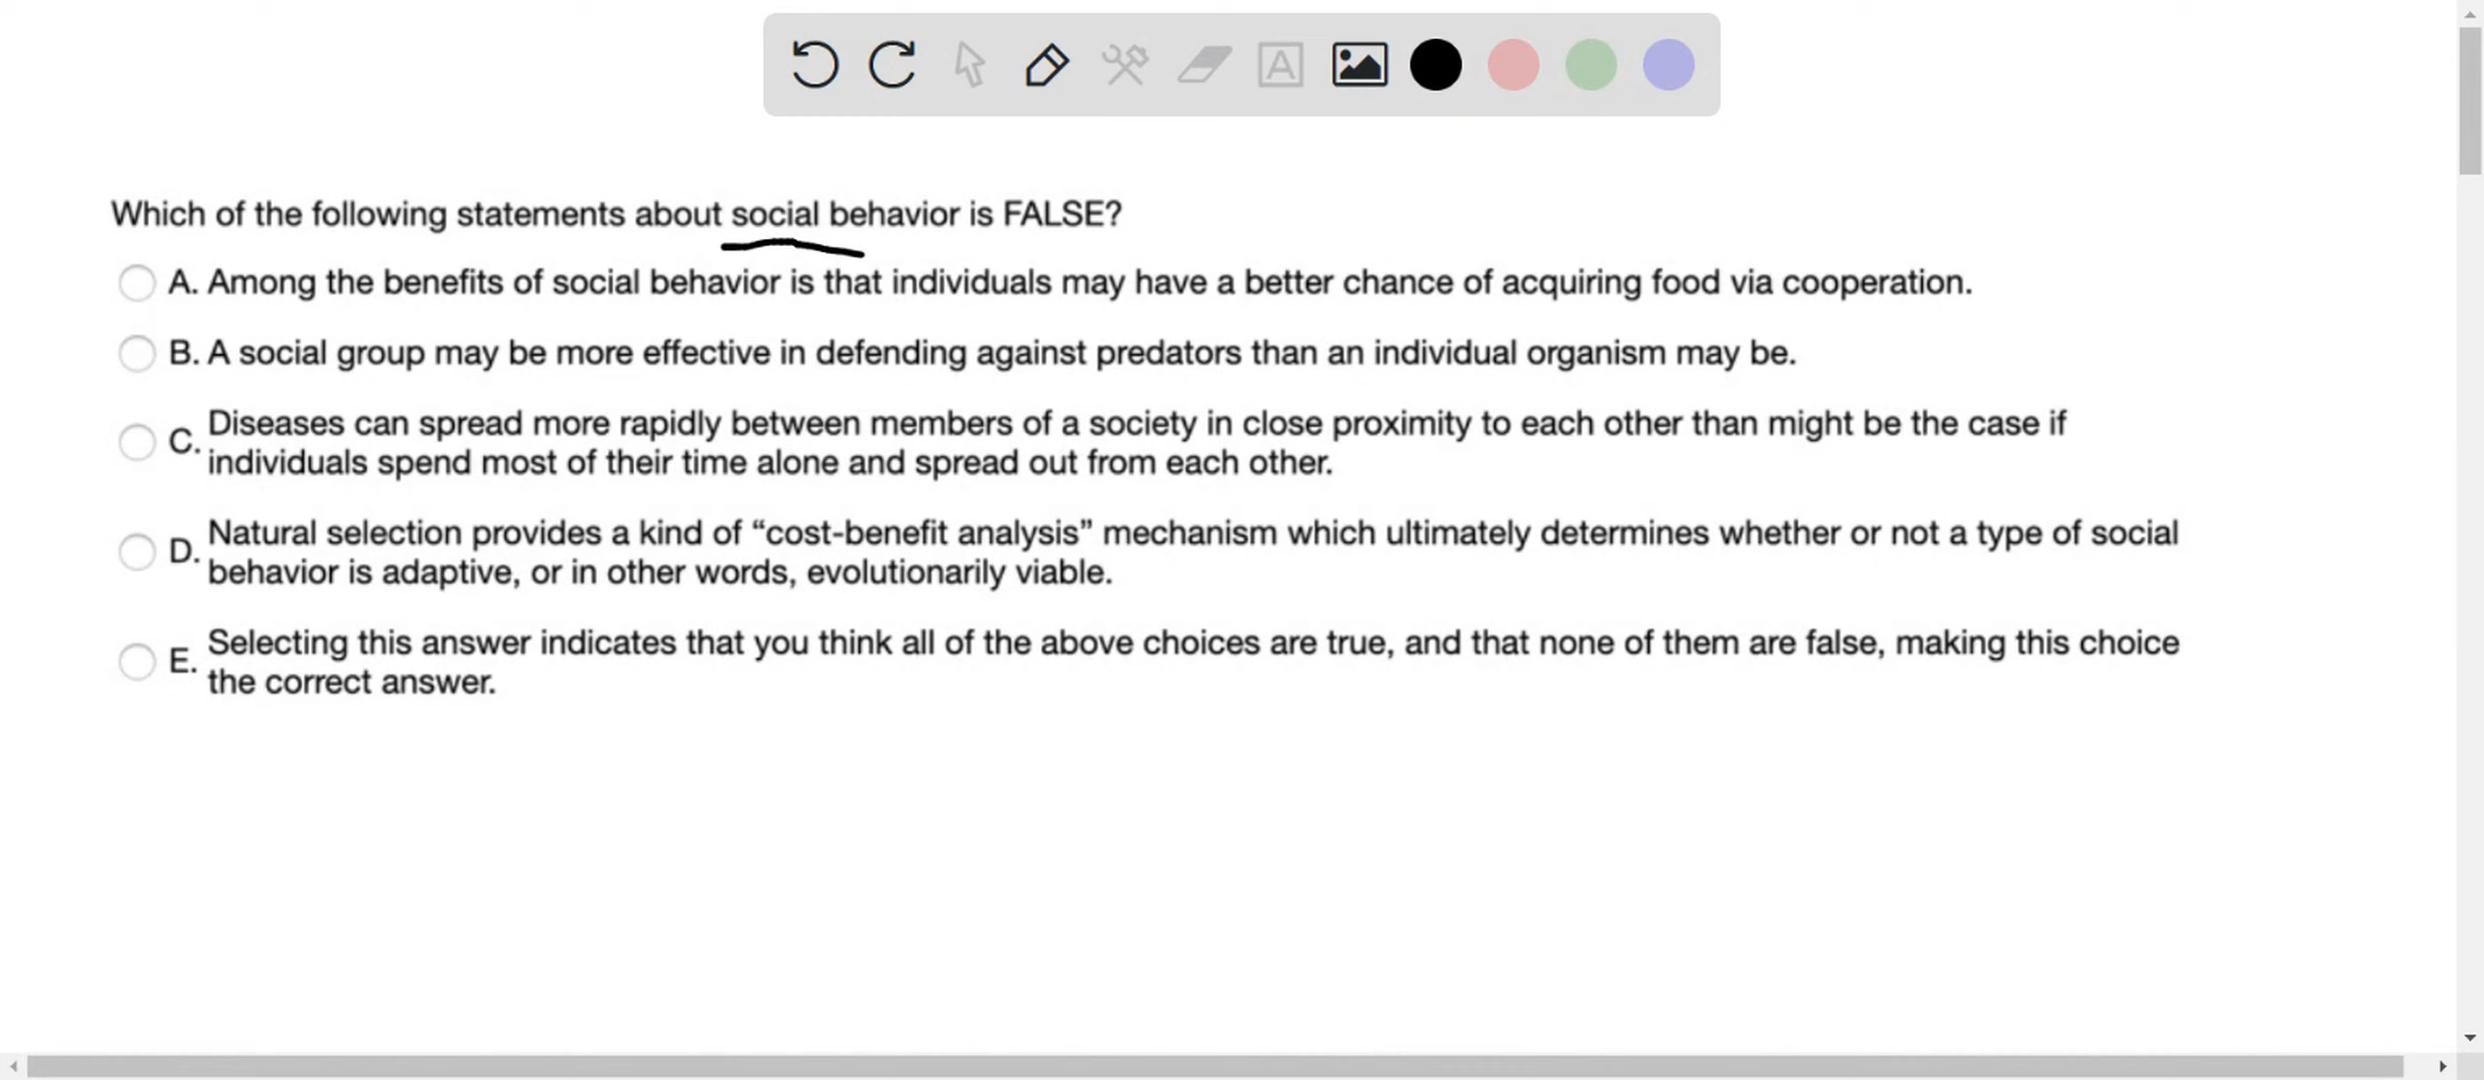 A
Which of the following statements about social behavior is FALSE?
A. Among the benefits of social behavior is that individuals may have a better chance of acquiring food via cooperation.
B. A social group may be more effective in defending against predators than an individual organism may be.
C. Diseases can spread more rapidly between members of a society in close proximity to each other than might be the case if
individuals spend most of their time alone and spread out from each other.
D. Natural selection provides a kind of “cost-benefit analysis” mechanism which ultimately determines whether or not a type of social
behavior is adaptive, or in other words, evolutionarily viable.
E. Selecting this answer indicates that you think all of the above choices are true, and that none of them are false, making this choice
the correct answer.